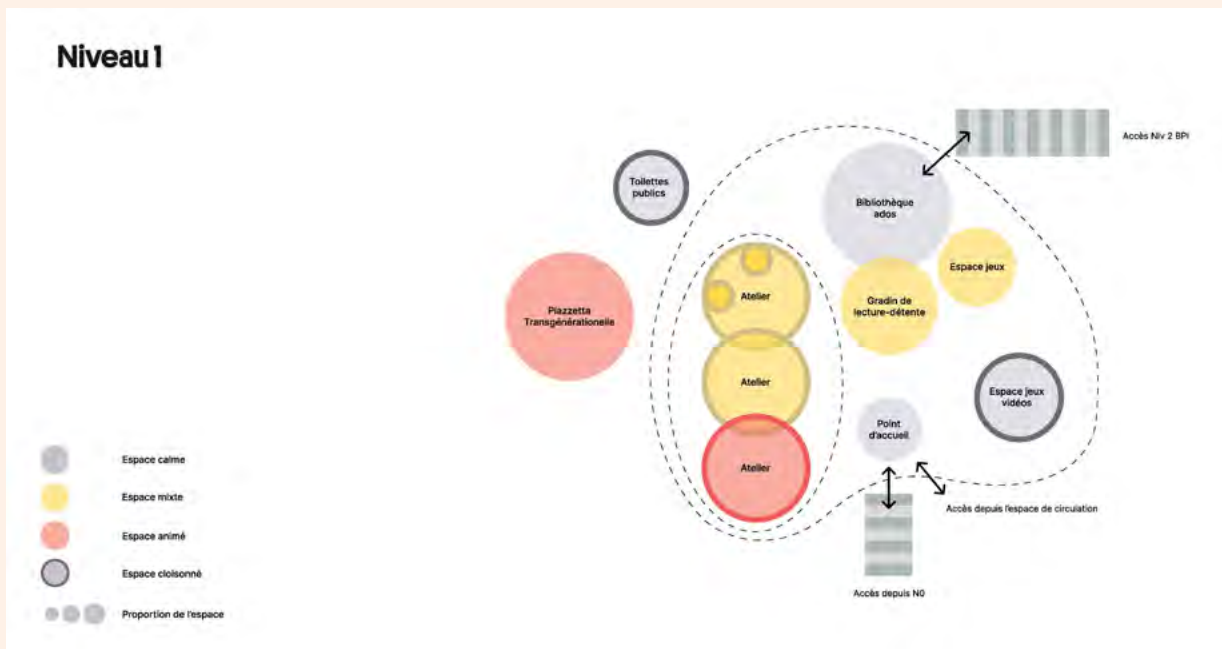 Niveau 1
Accès Niv 2 BPI
Toilettes
publics
Bibliothèque
ados
Espace jeux
Atelier
Gradin de
lecture-détente
Piazzetta
Transgénérationelle
Atelier
Espace jeux
vidéos
Point
d'accueil
Atelier
Accès depuis l'espace de circulation
Accès depuis N0
Espace calme
Espace mixte
Espace animé
Espace cloisonné
Proportion de l'espace